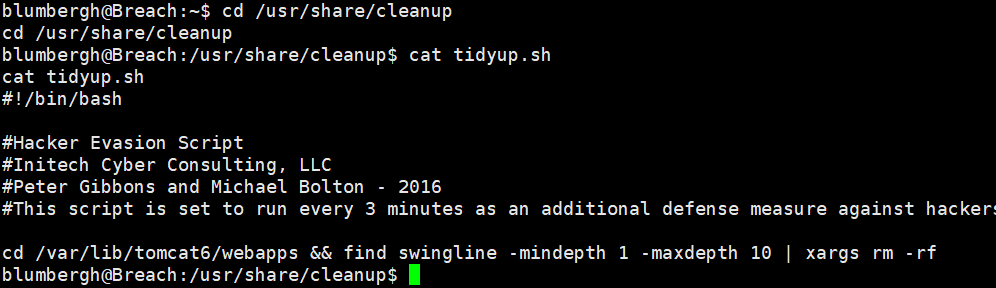 blumbergh@Breach:~$ cd /usr/share/cleanup
cd /usr/share/cleanup
blumbergh@Breach:/usr/share/cleanup$ cat tidyup.sh
cat tidyup.sh
#!/bin/bash
#Hacker Evasion Script
#Initech Cyber Consulting, LLC
#Peter Gibbons and Michael Bolton - 2016
#This script is set to run every 3 minutes as an additional defense measure against hackers
cd /var/lib/tomcat6/webapps && find swingline -mindepth 1 -maxdepth 10 | xargs rm -rf
blumbergh@Breach:/usr/share/cleanup$